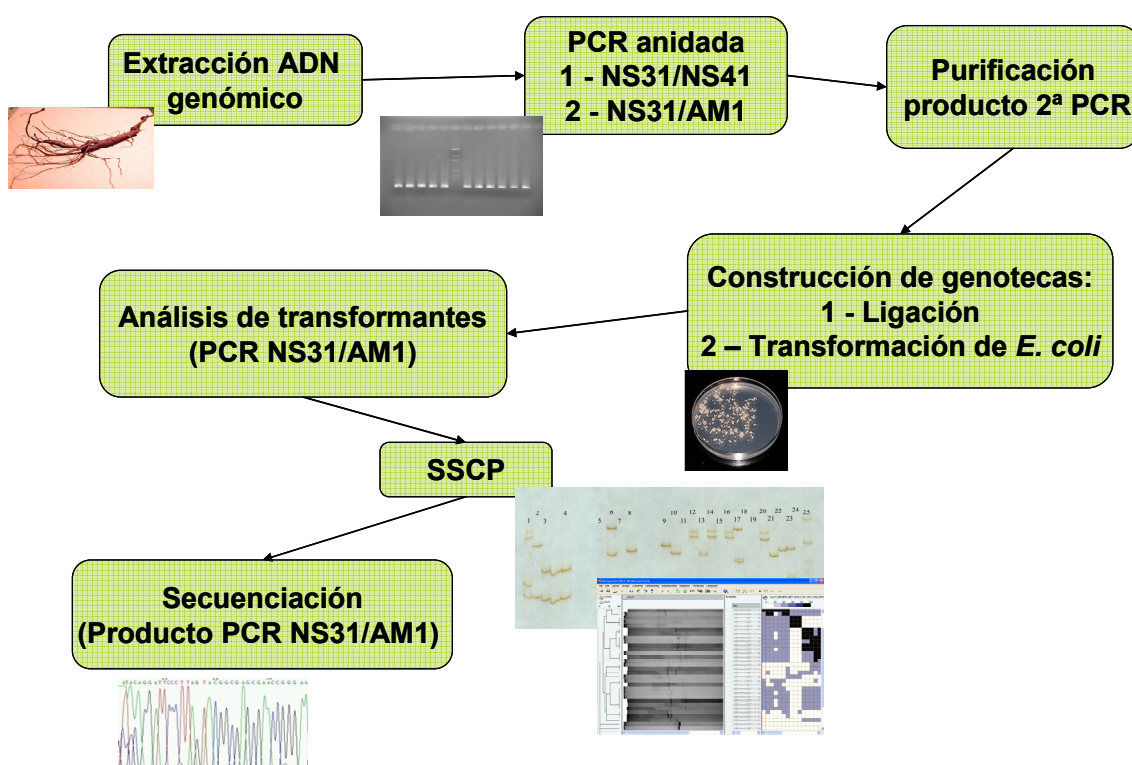 Extracción ADN
genómico
PCR anidada
1 - NS31/NS41
2 - NS31/AM1
Purificación
producto 2ª PCR
Construcción de genotecas:
1 - Ligación
2 – Transformación de E. coli
Análisis de transformantes
(PCR NS31/AM1)
SSCP
1 2 3 4 5 6 7 8 9 10 11 12 13 14 15 16 17 18 19 20 21 22 23 24 25
Secuenciación
(Producto PCR NS31/AM1)
ATACAGGATTCCCTTAGTACGGCGAGCGAACCGGGAA